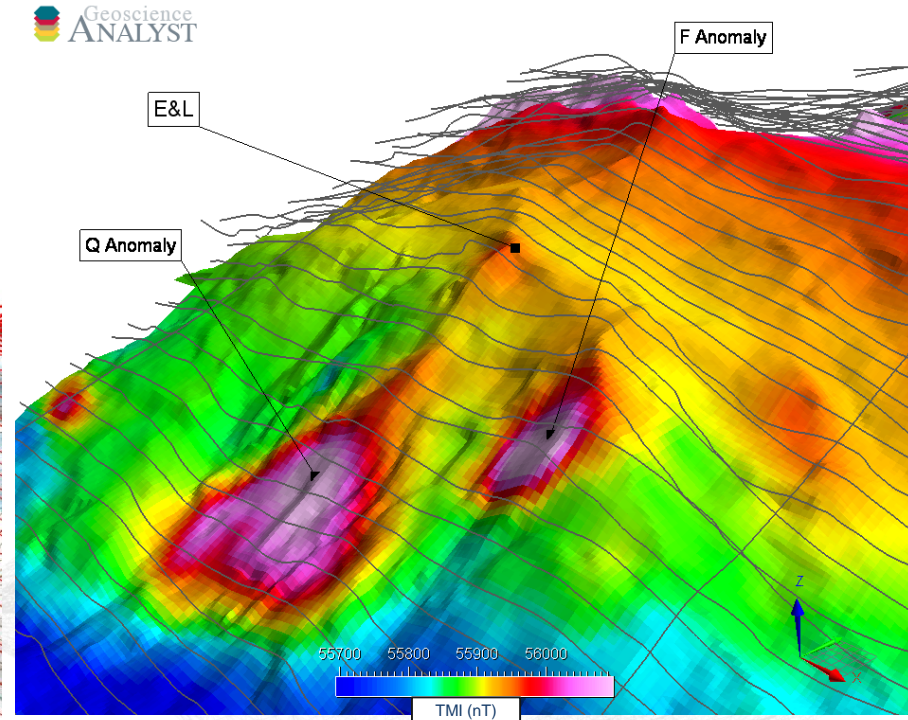 Geoscience
ANALYST
F Anomaly
E&L
Q Anomaly
Z
X
55700 55800 55900 56000
TMI (nT)